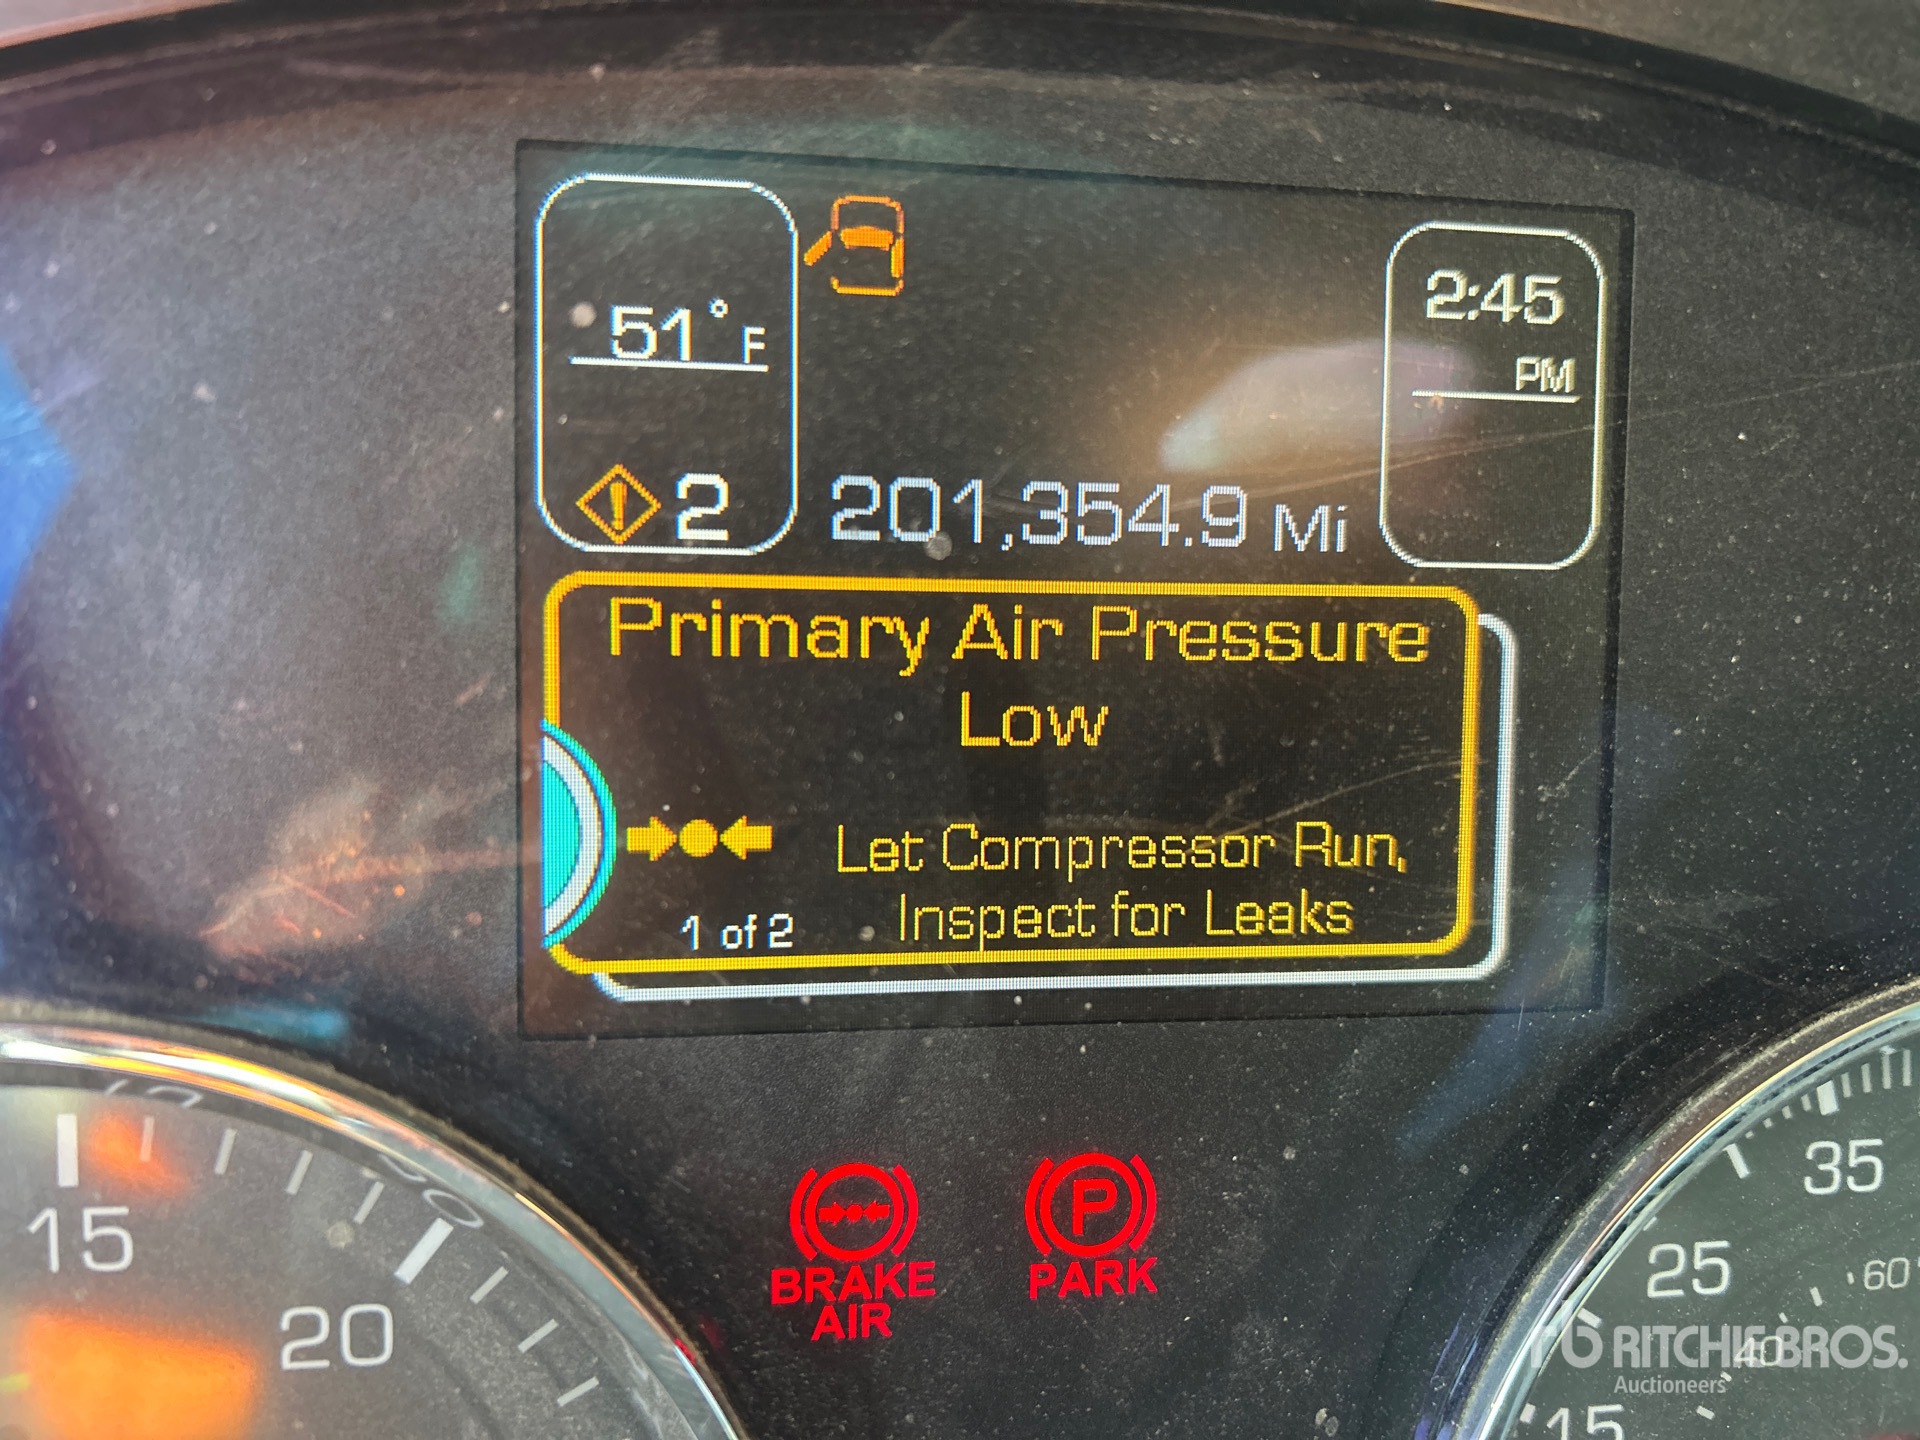 51° F
2:45
PM
2
201,354.9 Mi
Primary Air Pressure
Low
Let Compressor Run,
Inspect for Leaks
1 of 2
BRAKE
AIR
PARK
15
20
35
25
60
40
15
RITCHIE BROS.
Auctioneers